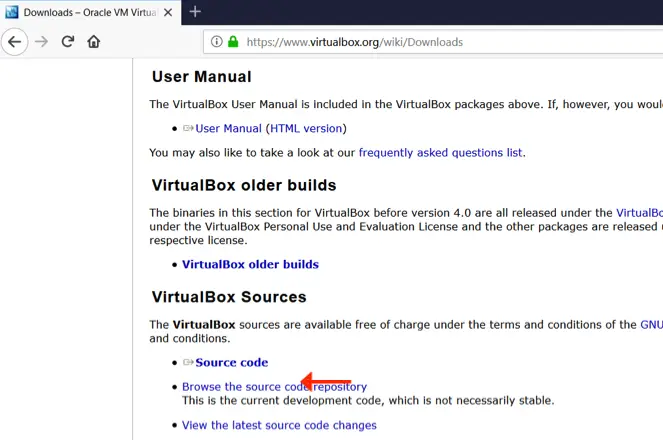 Downloads – Oracle VM Virtua
https://www.virtualbox.org/wiki/Downloads
User Manual
The VirtualBox User Manual is included in the VirtualBox packages above. If, however, you woul
User Manual (HTML version)
You may also like to take a look at our frequently asked questions list.
VirtualBox older builds
The binaries in this section for VirtualBox before version 4.0 are all released under the VirtualBo
under the VirtualBox Personal Use and Evaluation License and the other packages are released u
respective license.
• VirtualBox older builds
VirtualBox Sources
The VirtualBox sources are available free of charge under the terms and conditions of the GNU
and conditions.
• Source code
• Browse the source code repository
This is the current development code, which is not necessarily stable.
• View the latest source code changes